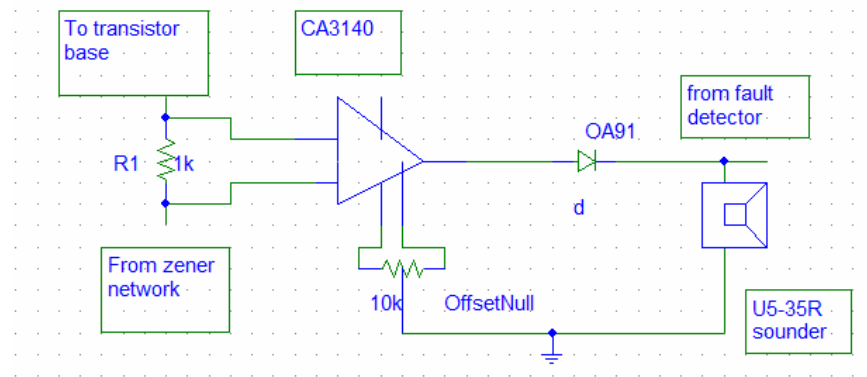 To transistor
base
CA3140
from fault
detector
OA91
R1
1k
d
From zener
network
10k
OffsetNull
U5-35R
sounder